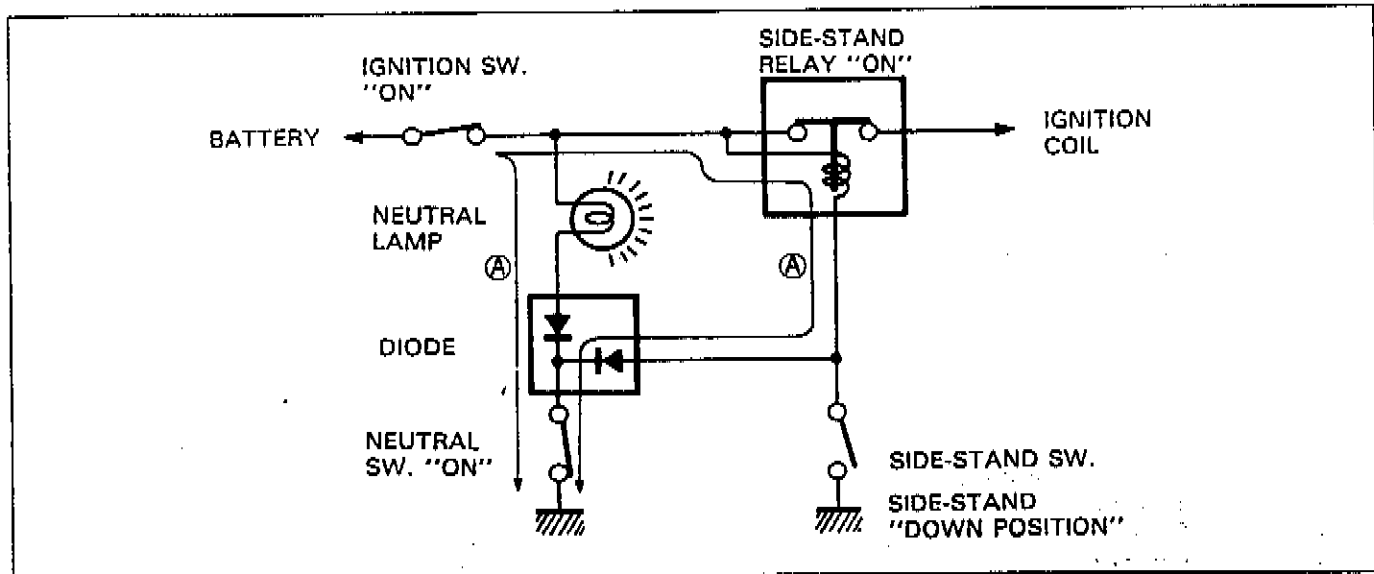 SIDE-STAND
RELAY "ON"
IGNITION SW.
"ON"
BATTERY
IGNITION
COIL
NEUTRAL
LAMP
Ⓐ
Ⓐ
DIODE
NEUTRAL
SW. "ON"
SIDE-STAND SW.
SIDE-STAND
"DOWN POSITION"